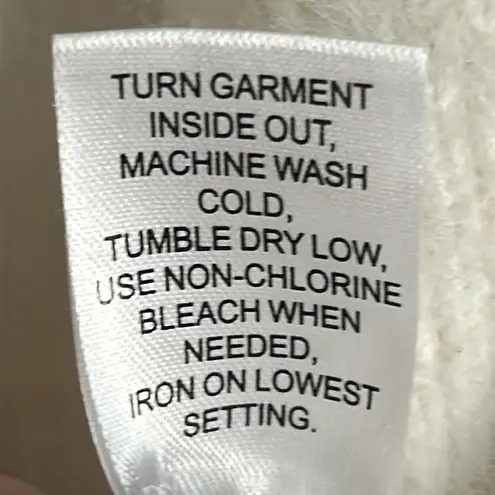 TURN GARMENT
INSIDE OUT,
MACHINE WASH
COLD,
TUMBLE DRY LOW,
USE NON-CHLORINE
BLEACH WHEN
NEEDED,
IRON ON LOWEST
SETTING.